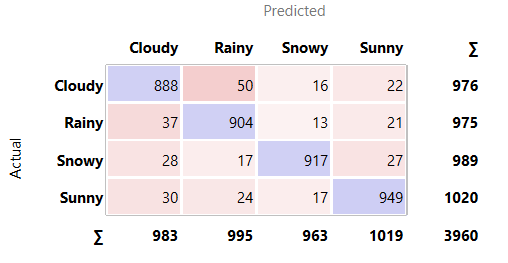 Predicted
Cloudy Rainy Snowy Sunny ∑
Cloudy 888 50 16 22 976
Rainy 37 904 13 21 975
Snowy 28 17 917 27 989
Sunny 30 24 17 949 1020
∑ 983 995 963 1019 3960
Actual